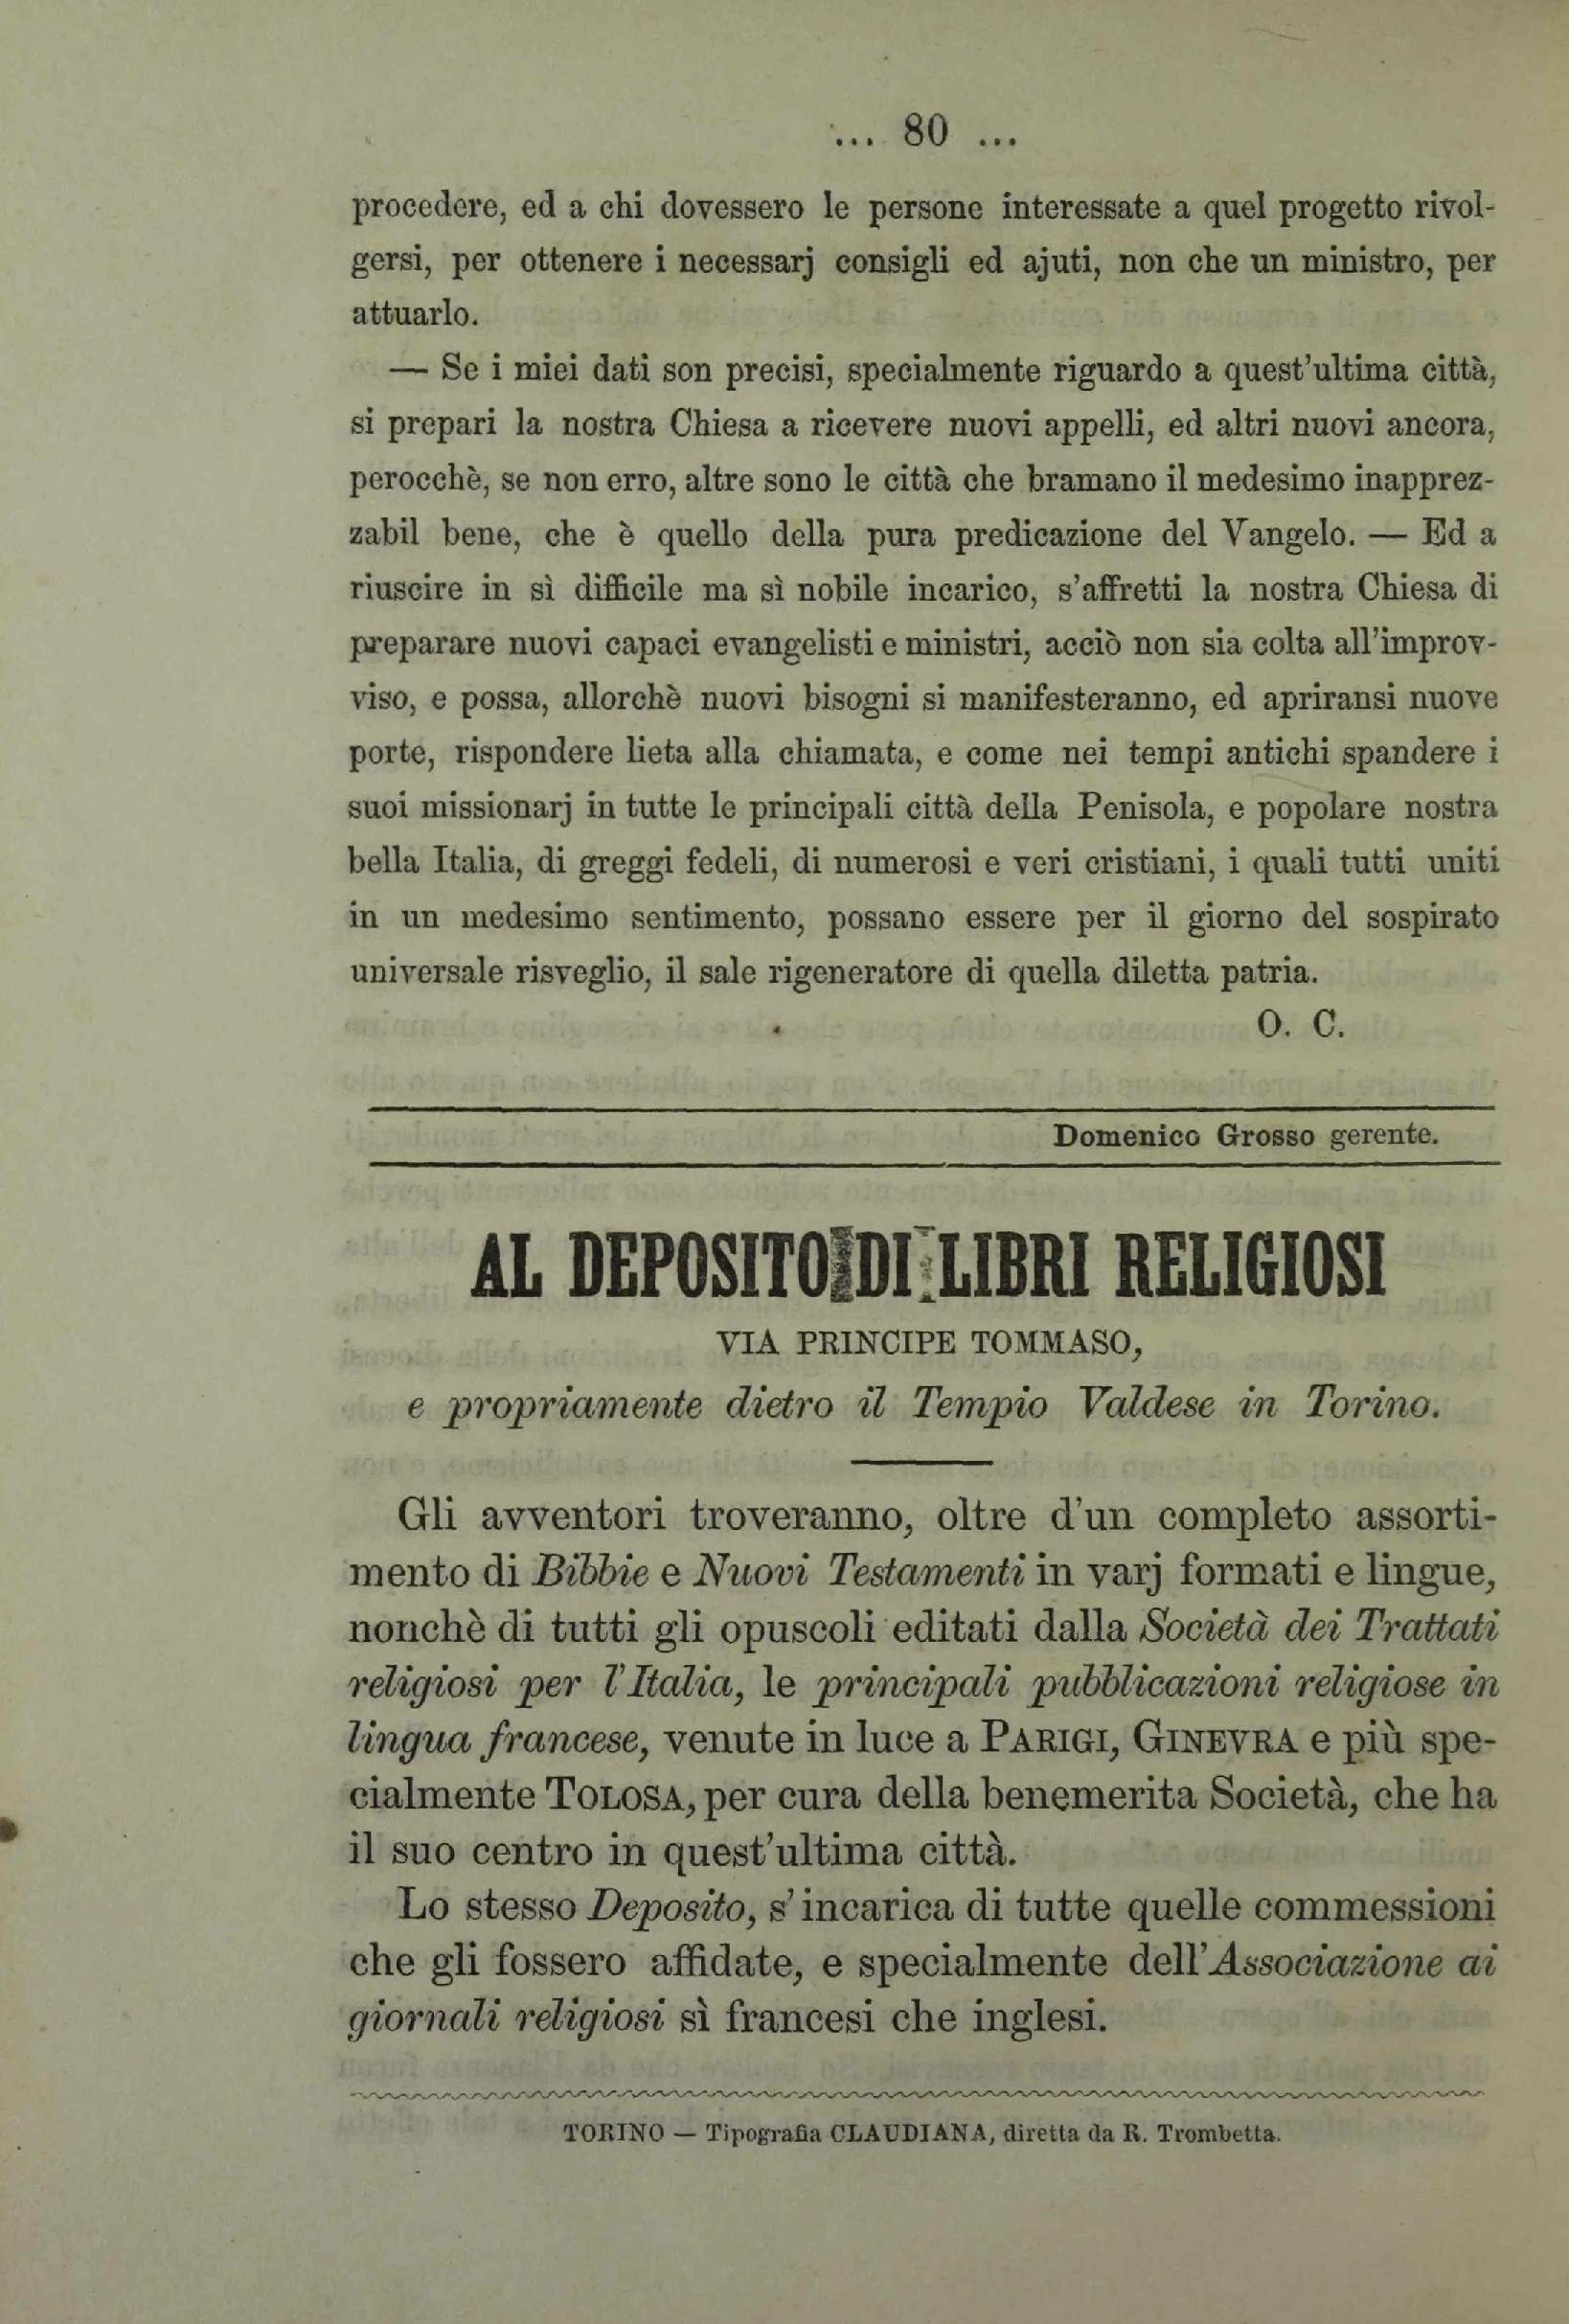 ... 80 ...
procedere, ed a chi dovessero le persone interessate a quel progetto rivol-
gersi, per ottenere i necessarj consigli ed ajuti, non che un ministro, per
attuarlo.
— Se i miei dati son precisi, specialmente riguardo a quest'ultima città,
si prepari la nostra Chiesa a ricevere nuovi appelli, ed altri nuovi ancora,
perocchè, se non erro, altre sono le città che bramano il medesimo inapprez-
zabil bene, che è quello della pura predicazione del Vangelo. — Ed a
riuscire in sì difficile ma sì nobile incarico, s'affretti la nostra Chiesa di
preparare nuovi capaci evangelisti e ministri, acciò non sia colta all'improv-
viso, e possa, allorchè nuovi bisogni si manifesteranno, ed apriransi nuove
porte, rispondere lieta alla chiamata, e come nei tempi antichi spandere i
suoi missionarj in tutte le principali città della Penisola, e popolare nostra
bella Italia, di greggi fedeli, di numerosi e veri cristiani, i quali tutti uniti
in un medesimo sentimento, possano essere per il giorno del sospirato
universale risveglio, il sale rigeneratore di quella diletta patria.
O. C.
Domenico Grosso gerente.
AL DEPOSITO DI LIBRI RELIGIOSI
VIA PRINCIPE TOMMASO,
e propriamente dietro il Tempio Valdese in Torino.
Gli avventori troveranno, oltre d'un completo assorti-
mento di Bibbie e Nuovi Testamenti in varj formati e lingue,
nonchè di tutti gli opuscoli editati dalla Società dei Trattati
religiosi per l'Italia, le principali pubblicazioni religiose in
lingua francese, venute in luce a PARIGI, GINEVRA e più spe-
cialmente TOLOSA, per cura della benemerita Società, che ha
il suo centro in quest'ultima città.
Lo stesso Deposito, s'incarica di tutte quelle commessioni
che gli fossero affidate, e specialmente dell'Associazione ai
giornali religiosi sì francesi che inglesi.
TORINO — Tipografia CLAUDIANA, diretta da R. Trombetta.